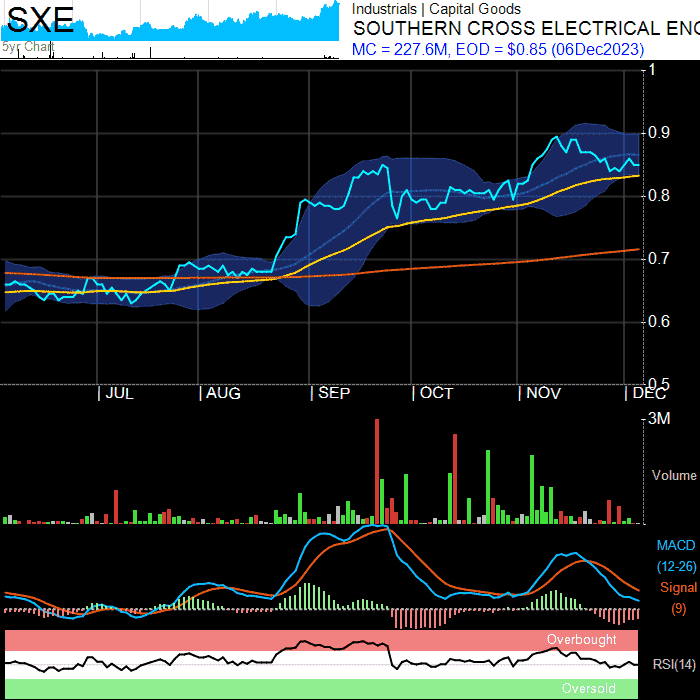 SXE
5yr Chart
Industrials | Capital Goods
SOUTHERN CROSS ELECTRICAL ENG
MC = 227.6M, EOD = $0.85 (06Dec2023)
1
0.9
0.8
0.7
0.6
0.5
| JUL | AUG | SEP | OCT | NOV | DEC
3M
Volume
MACD
(12-26)
Signal
(9)
Overbought
RSI(14)
Oversold